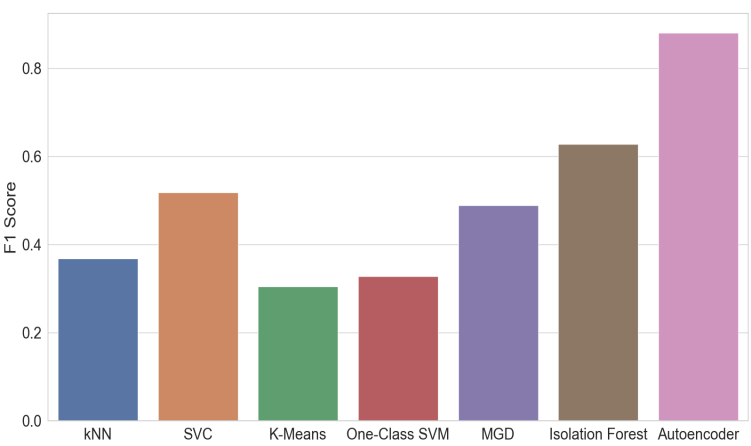 F1 Score
0.8
0.6
0.4
0.2
0.0
kNN SVC K-Means One-Class SVM MGD Isolation Forest Autoencoder